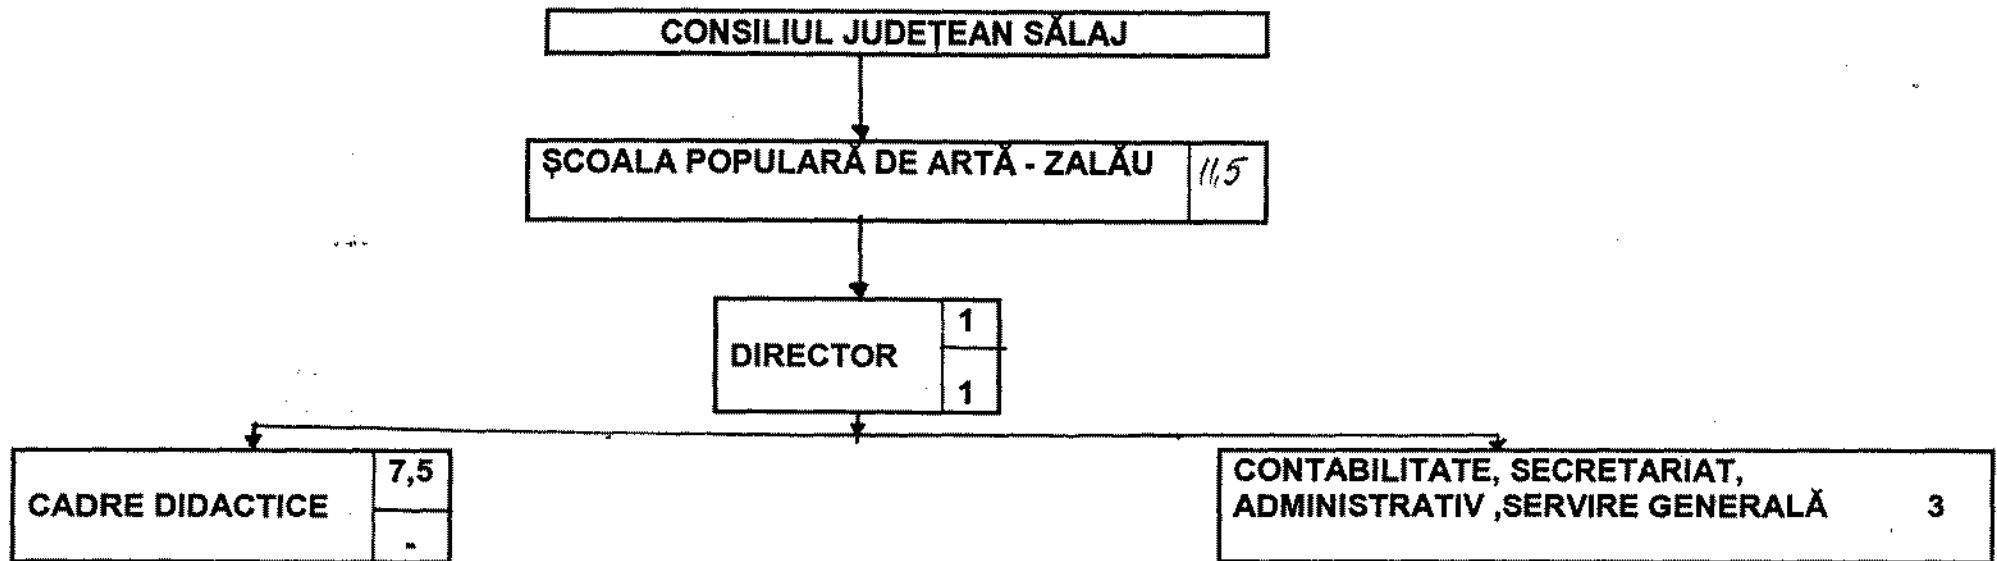 CONSILIUL JUDEȚEAN SĂLAJ
ȘCOALA POPULARĂ DE ARTĂ - ZALĂU 11,5
DIRECTOR
1
1
CADRE DIDACTICE
7,5
-
CONTABILITATE, SECRETARIAT,
ADMINISTRATIV ,SERVIRE GENERALĂ 3